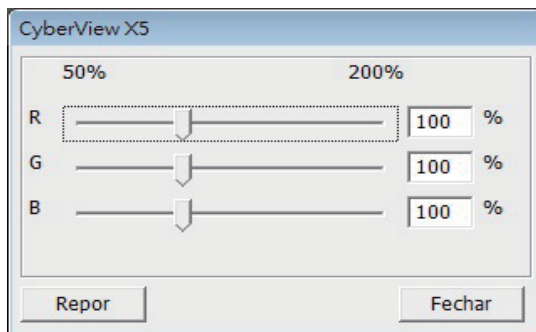 CyberView X5
50% 200%
R 100 %
G 100 %
B 100 %
Repor Fechar